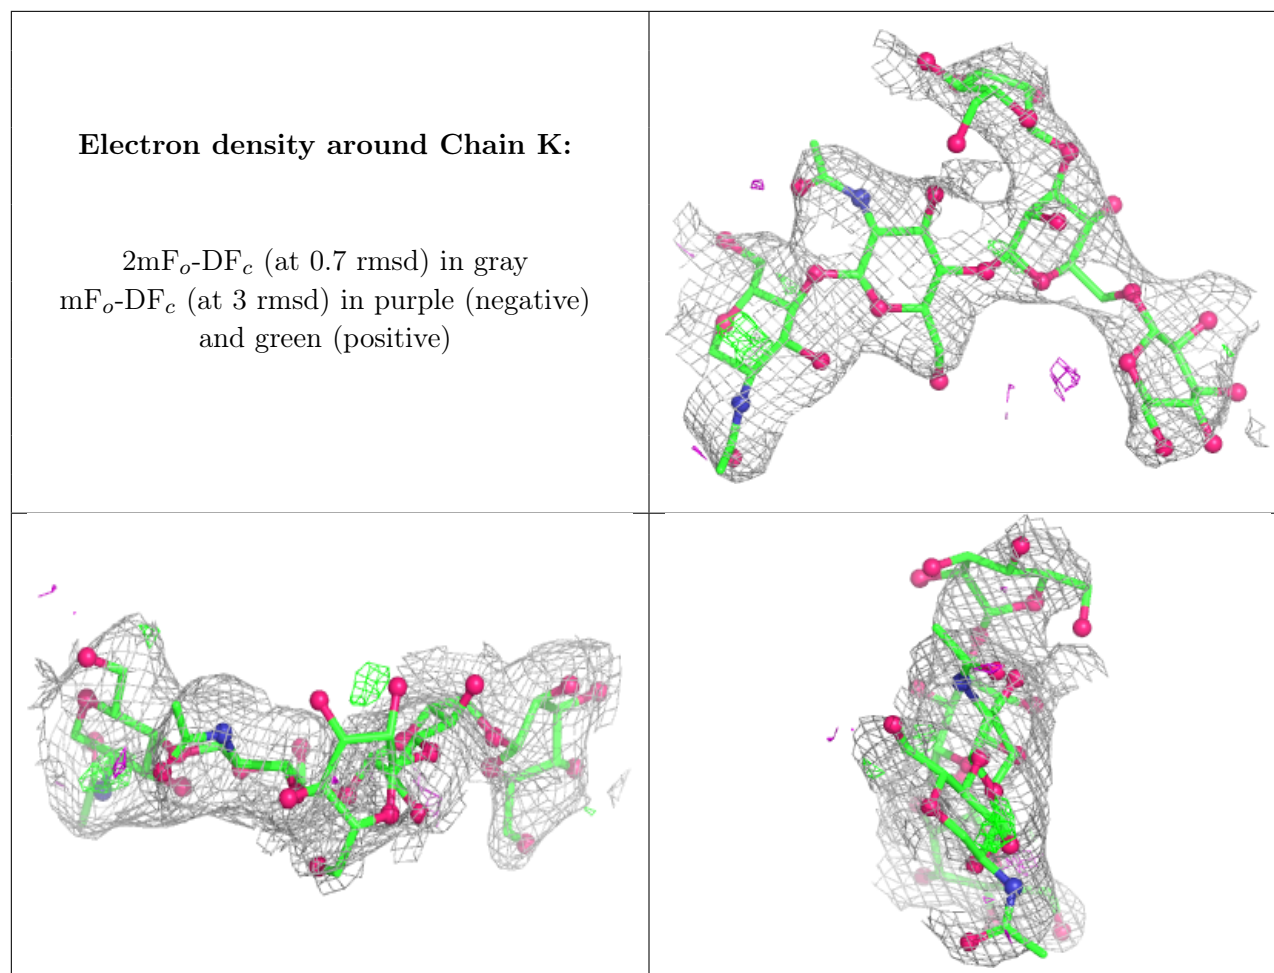 Electron density around Chain K:
2mFₒ-DF𝒸 (at 0.7 rmsd) in gray
mFₒ-DF𝒸 (at 3 rmsd) in purple (negative)
and green (positive)